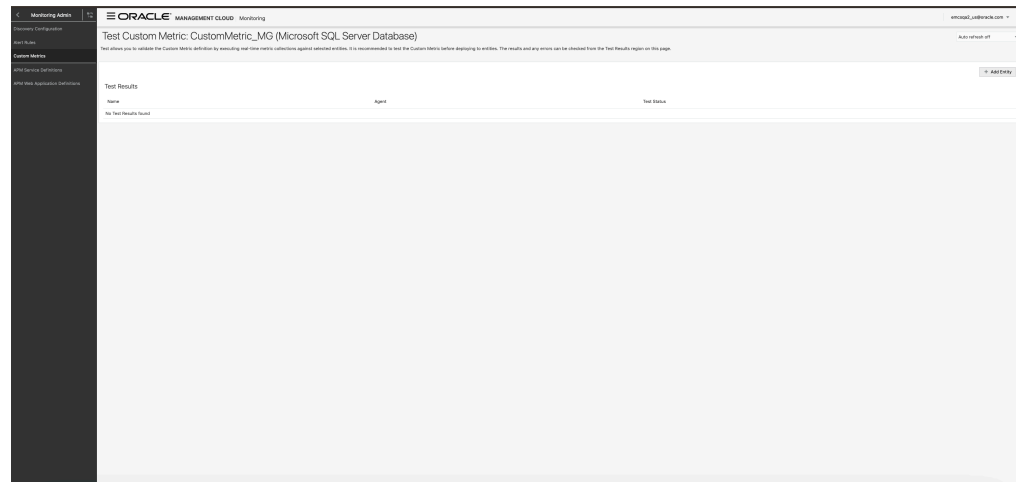 Monitoring Admin
Discovery Configuration
Alert Rules
Custom Metrics
APM Service Definitions
APM Web Application Definitions
ORACLE MANAGEMENT CLOUD Monitoring
emcsqa2_us@oracle.com
Test Custom Metric: CustomMetric_MG (Microsoft SQL Server Database)
Auto refresh off
Test allows you to validate the Custom Metric definition by executing real-time metric collections against selected entities. It is recommended to test the Custom Metric before deploying to entities. The results and any errors can be checked from the Test Results region on this page.
+ Add Entity
Test Results
Name Agent Test Status
No Test Results found